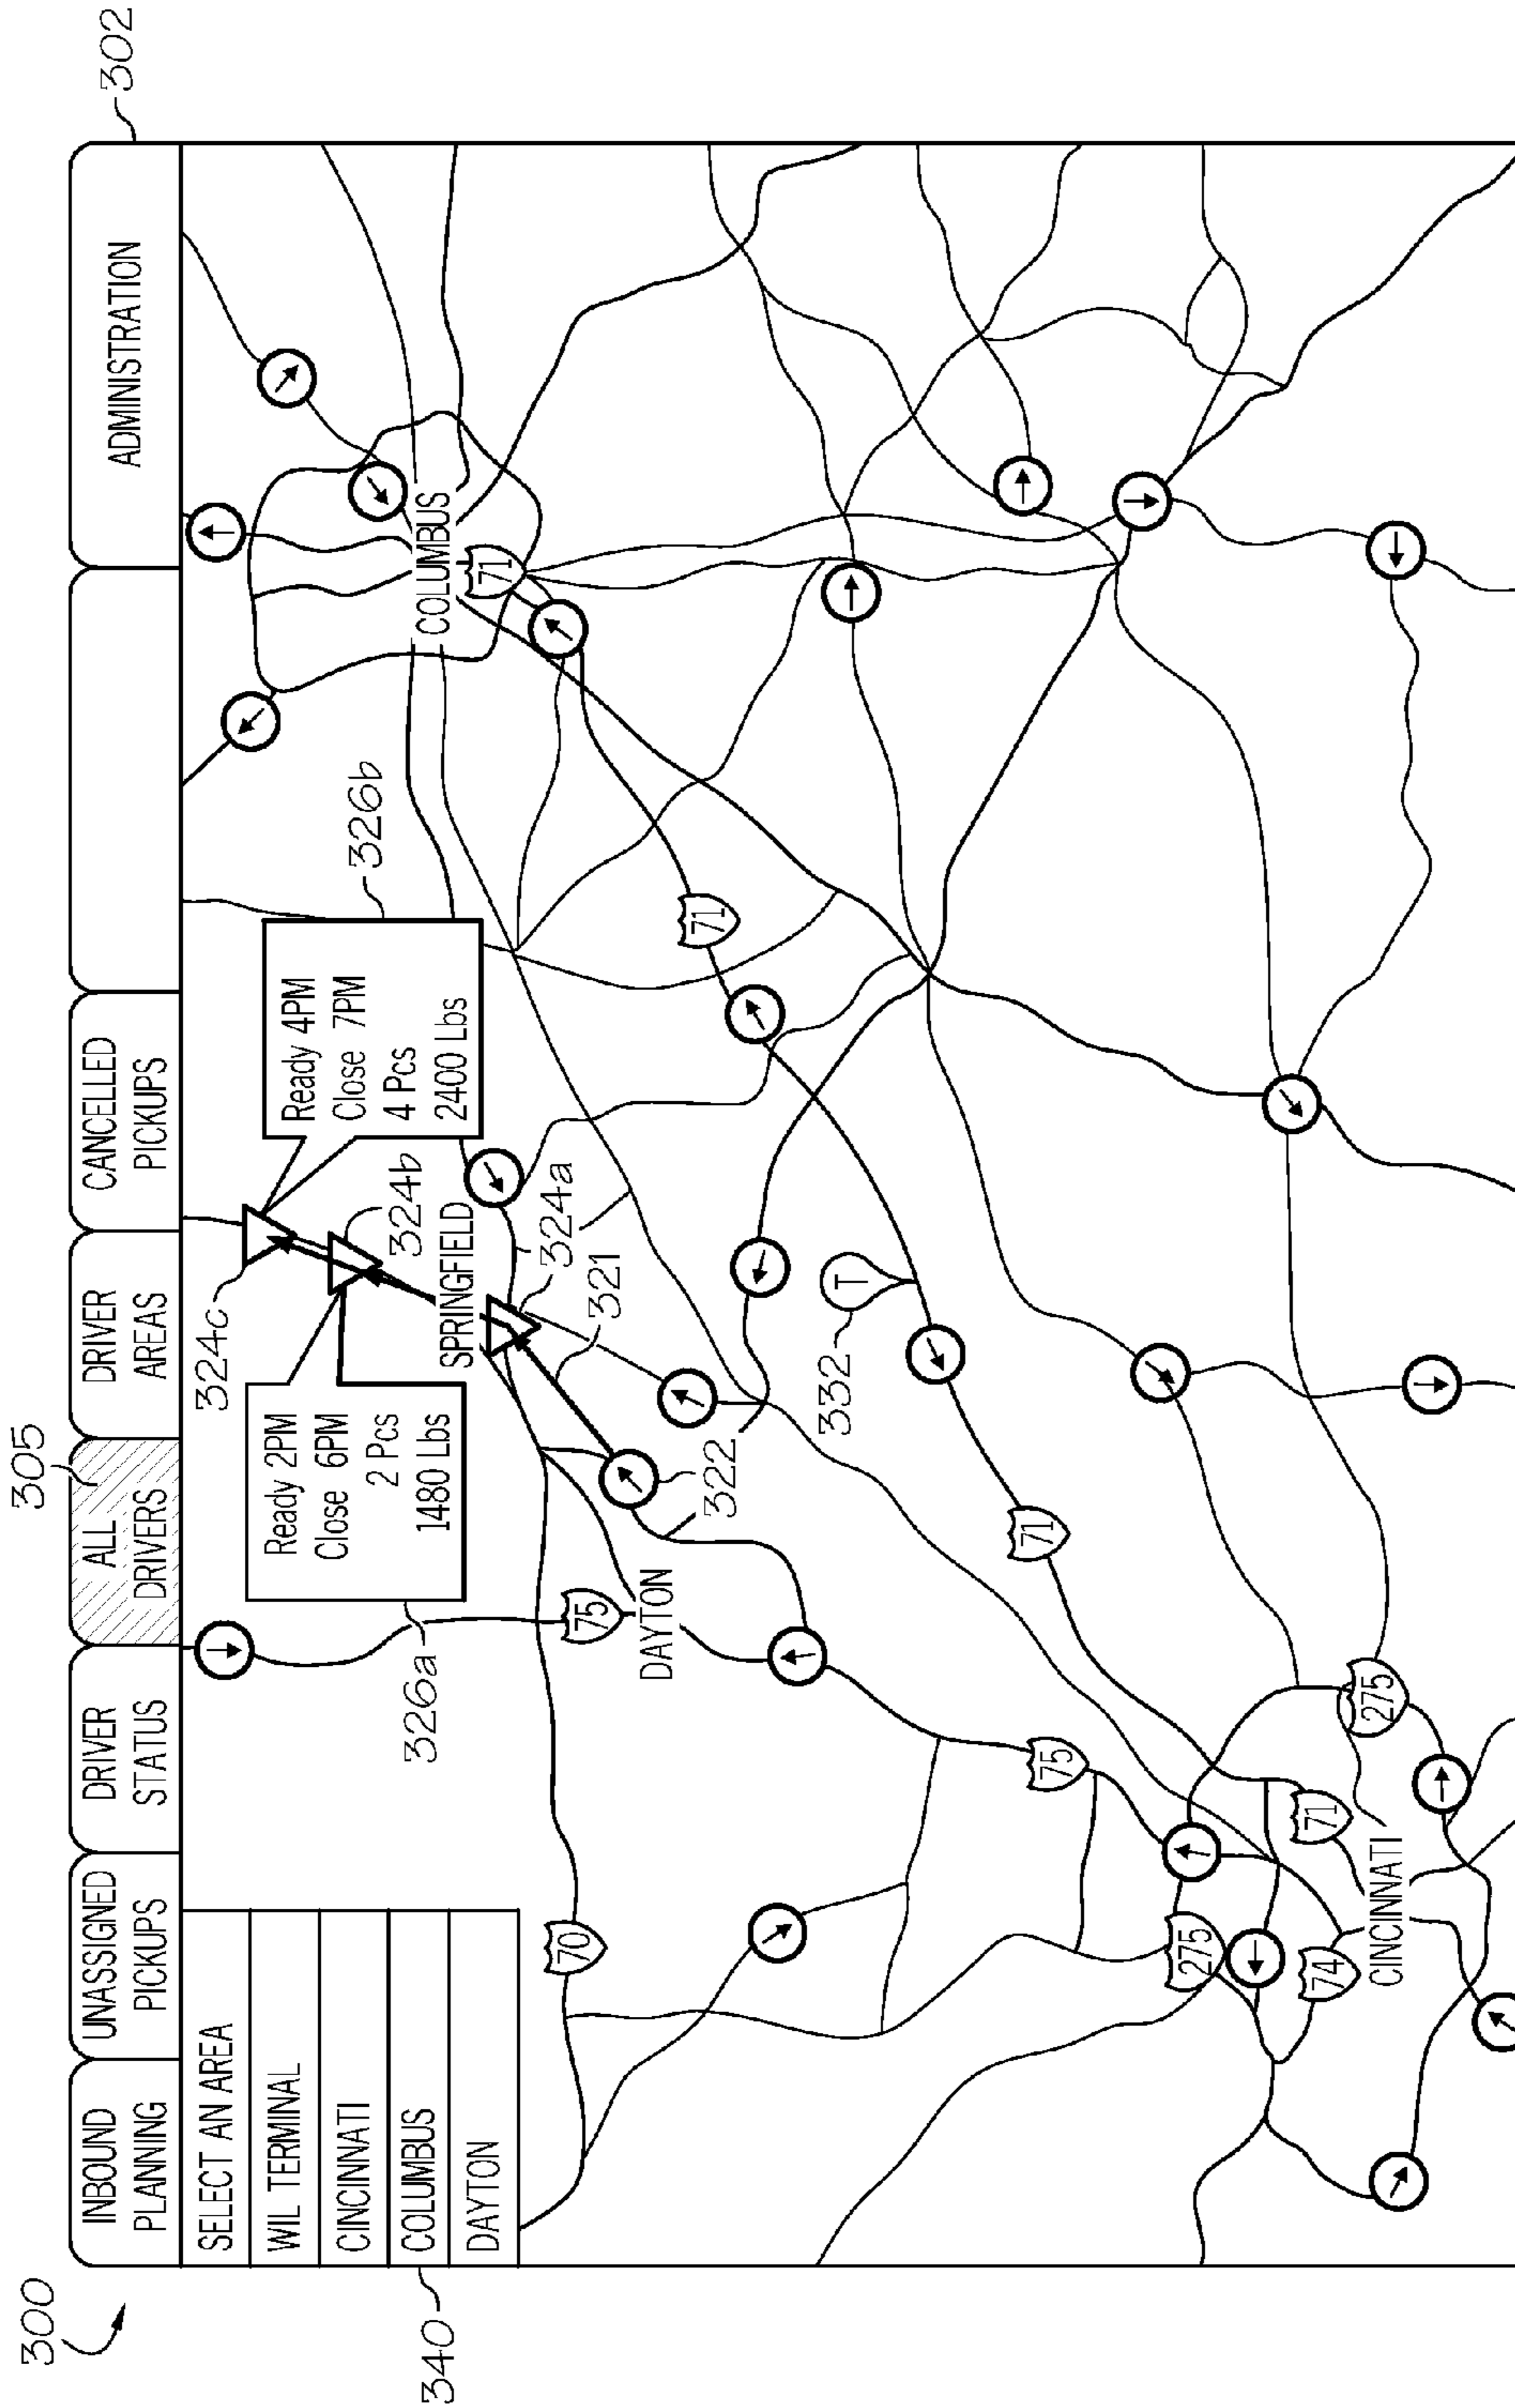 300
305
302
INBOUND
PLANNING
UNASSIGNED
PICKUPS
DRIVER
STATUS
ALL
DRIVERS
DRIVER
AREAS
CANCELLED
PICKUPS
ADMINISTRATION
SELECT AN AREA
WIL TERMINAL
CINCINNATI
COLUMBUS
DAYTON
340
Ready 2PM
Close 6PM
2 Pcs
1480 Lbs
326a
324c
Ready 4PM
Close 7PM
4 Pcs
2400 Lbs
326b
324b
SPRINGFIELD
324a
321
322
COLUMBUS
71
75
DAYTON
70
71
332
T
71
75
275
74
71
275
CINCINNATI